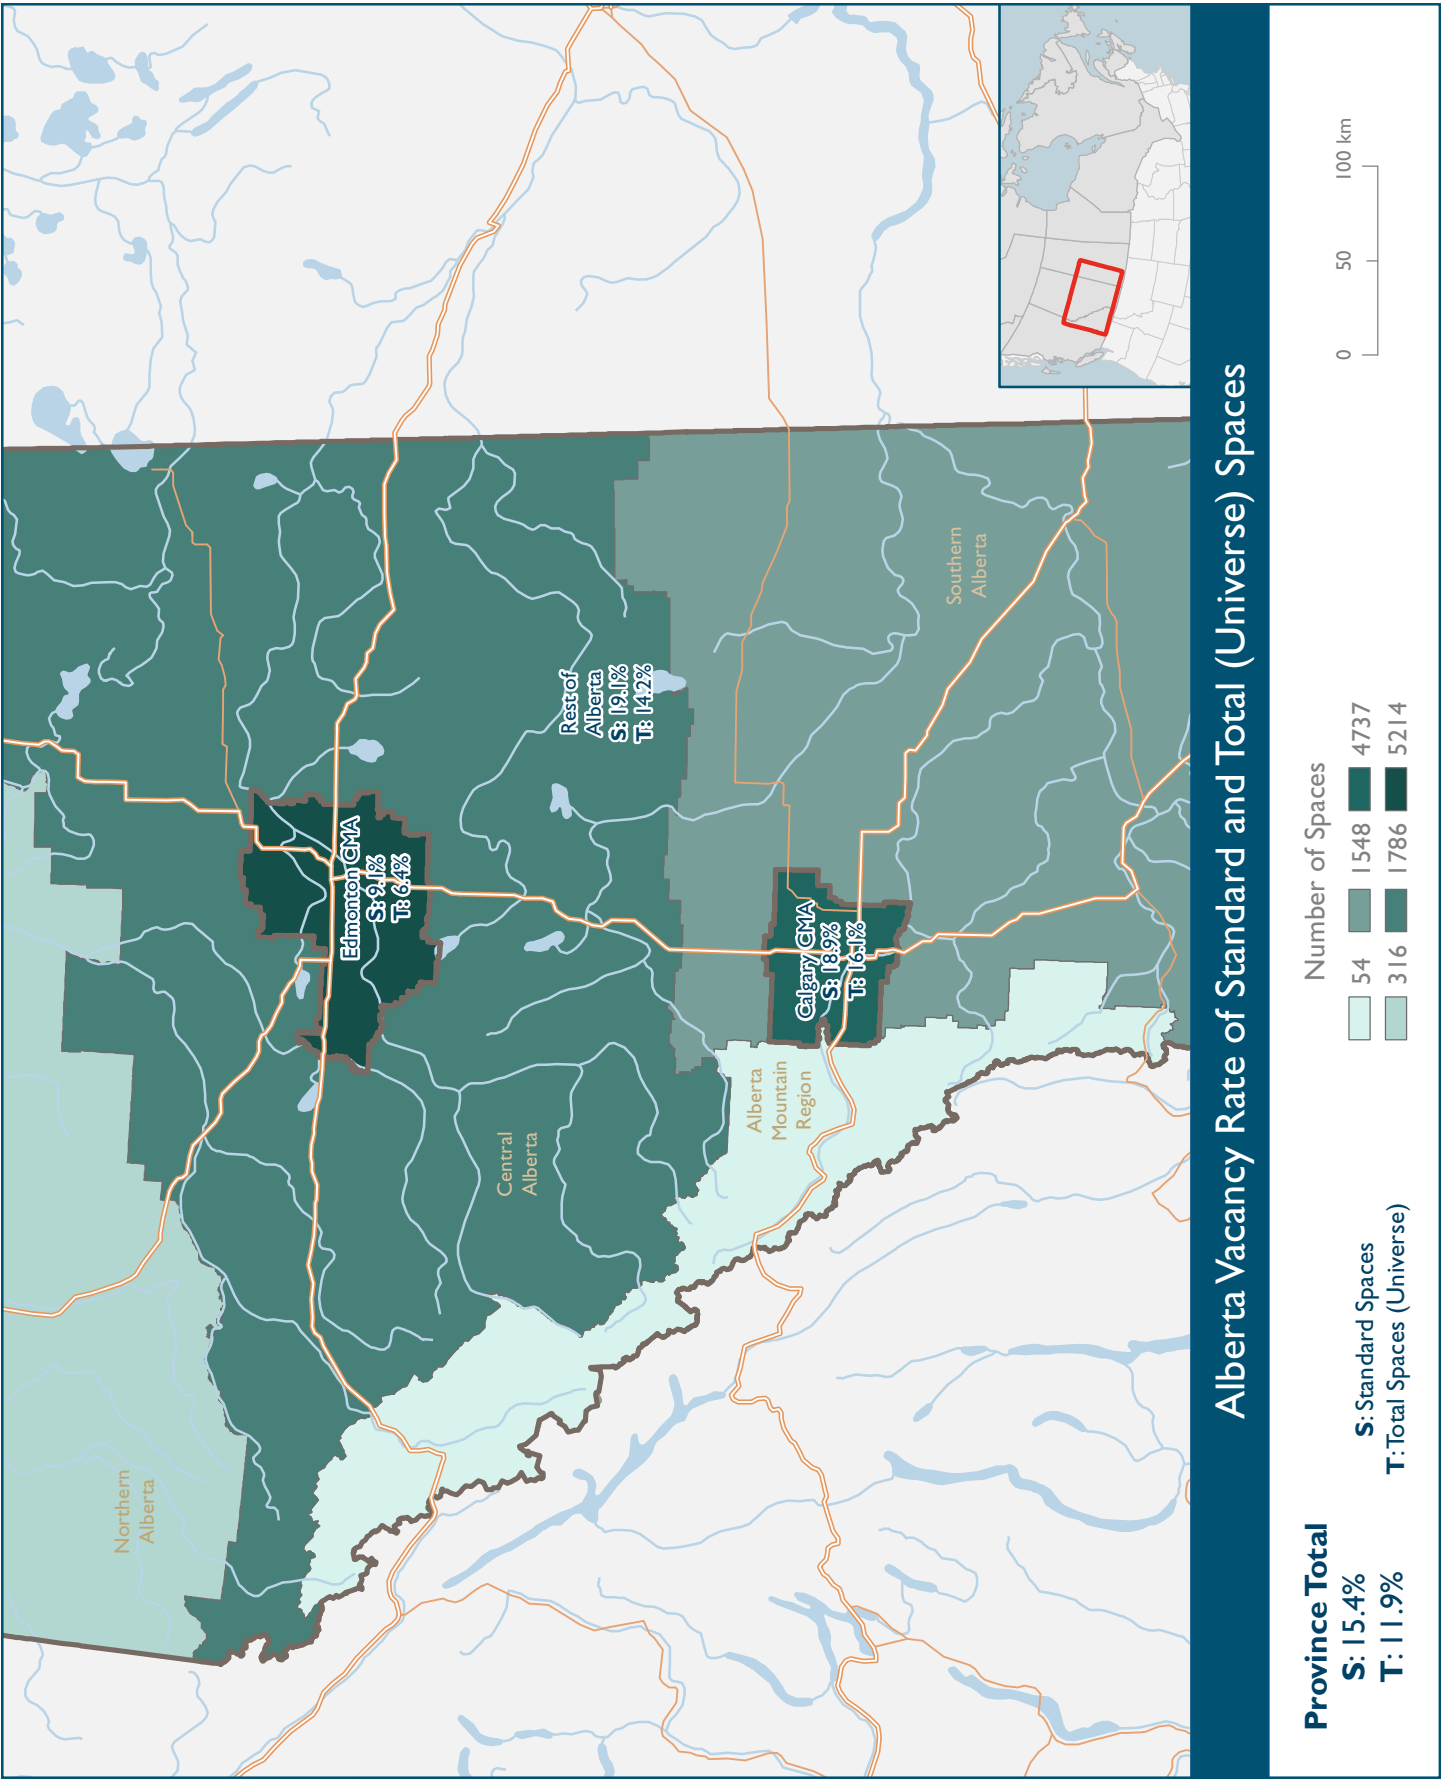 Northern
Alberta
Edmonton CMA
S: 9.1%
T: 6.4%
Central
Alberta
Rest of
Alberta
S: 19.1%
T: 14.2%
Alberta
Mountain
Region
Calgary CMA
S: 18.9%
T: 16.1%
Southern
Alberta
Alberta Vacancy Rate of Standard and Total (Universe) Spaces
Province Total
S: 15.4%
T: 11.9%
S: Standard Spaces
T: Total Spaces (Universe)
Number of Spaces
54 1548 4737
316 1786 5214
0 50 100 km